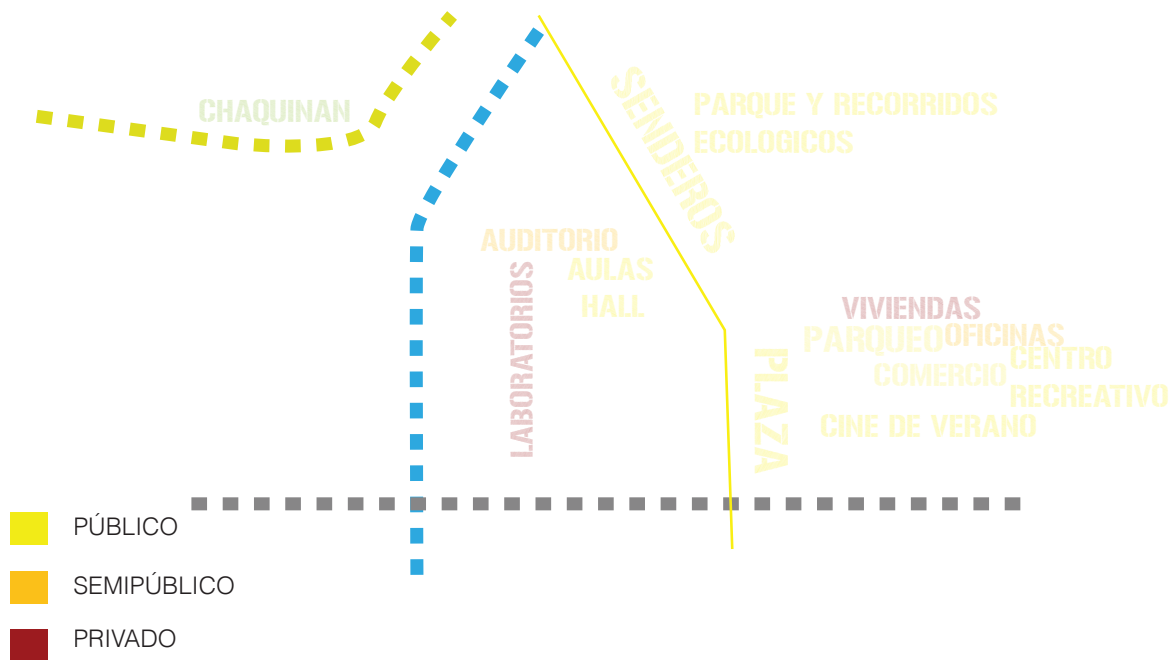 CHAQUINAN
SENDEROS
PARQUE Y RECORRIDOS
ECOLOGICOS
AUDITORIO
AULAS
HALL
LABORATORIOS
VIVIENDAS
PARQUEO
OFICINAS
CENTRO
RECREATIVO
COMERCIO
CINE DE VERANO
PLAZA
PÚBLICO
SEMIPÚBLICO
PRIVADO